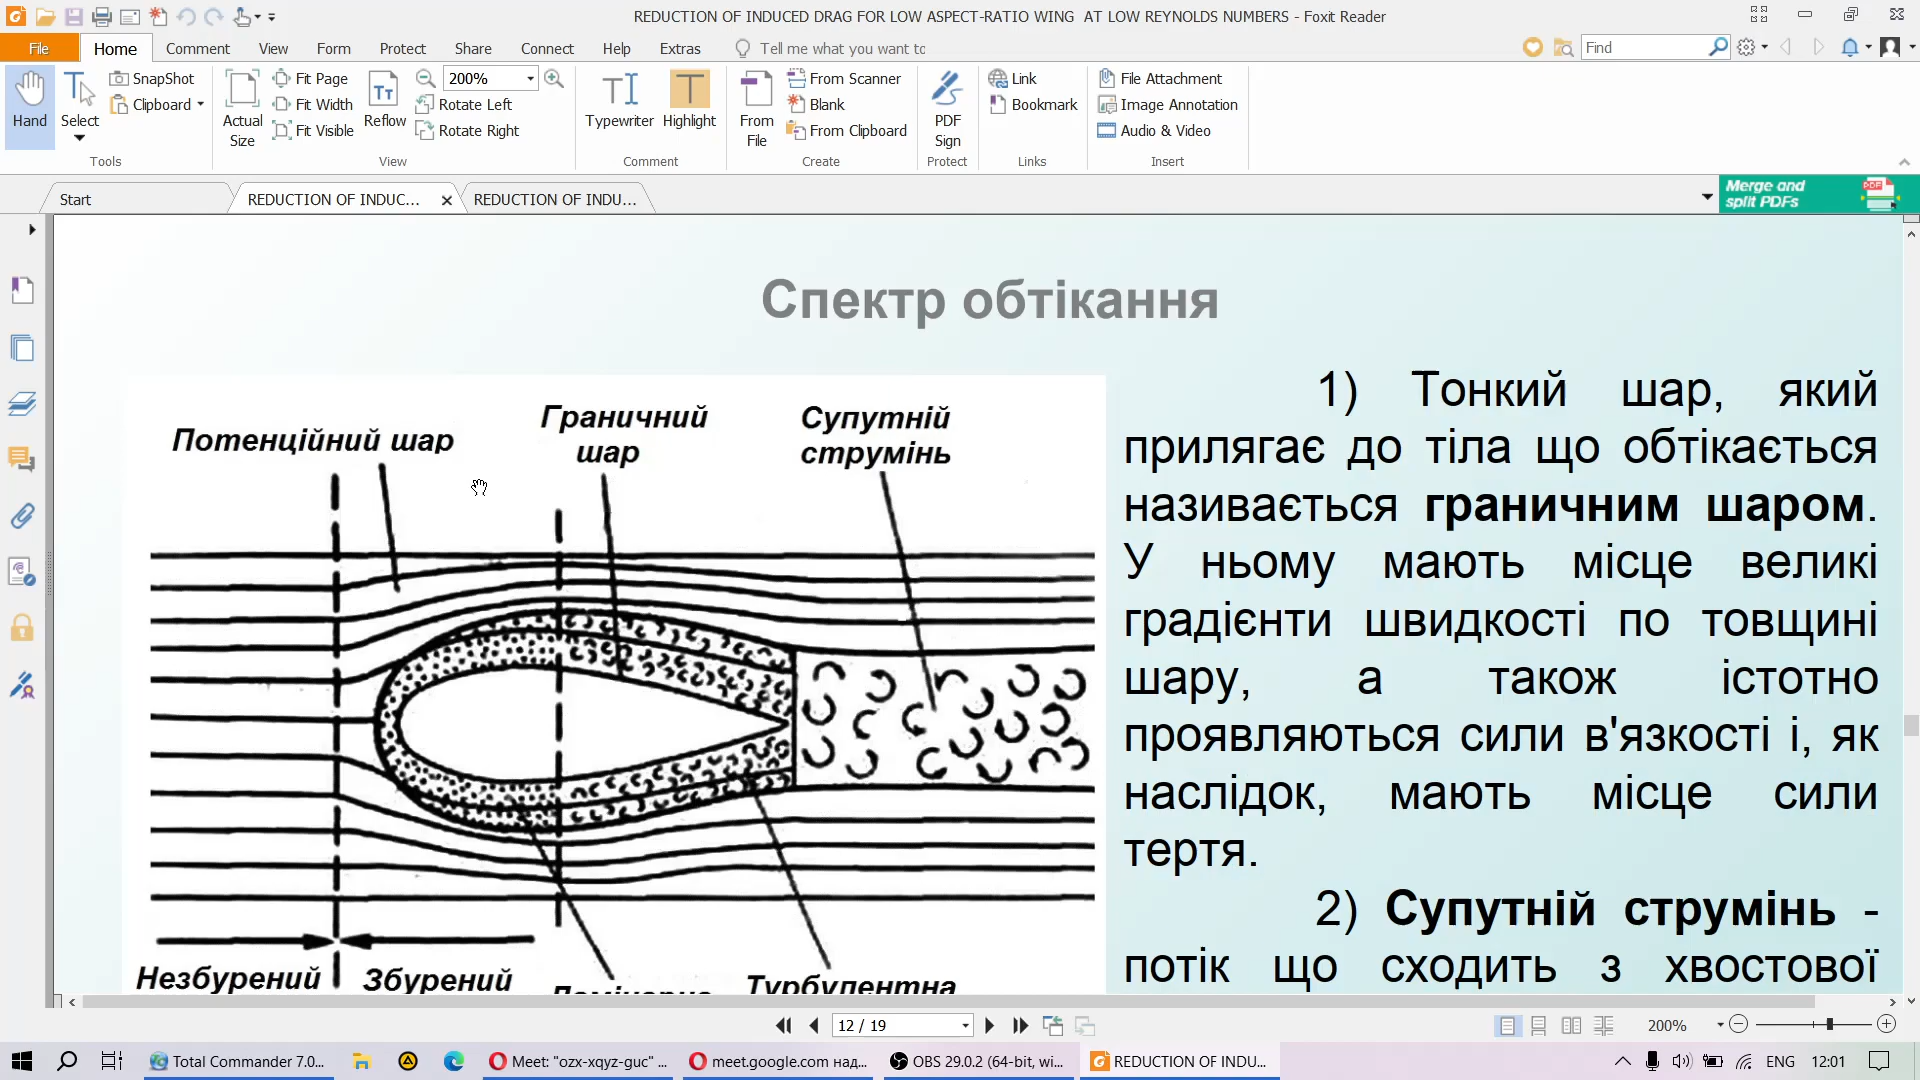 REDUCTION OF INDUCED DRAG FOR LOW ASPECT-RATIO WING AT LOW REYNOLDS NUMBERS - Foxit Reader
File Home Comment View Form Protect Share Connect Help Extras Tell me what you want to Find
Hand
Select
SnapShot
Clipboard
Tools
Actual Size
Fit Page
Fit Width
Fit Visible
Reflow
200%
Rotate Left
Rotate Right
View
Typewriter
Highlight
Comment
From File
From Scanner
Blank
From Clipboard
Create
PDF Sign
Protect
Link
Bookmark
Links
File Attachment
Image Annotation
Audio & Video
Insert
Start
REDUCTION OF INDUC...
REDUCTION OF INDU...
Merge and
split PDFs
PDF
Спектр обтікання
Потенційний шар
Граничний
шар
Супутній
струмінь
Незбурений
Збурений
Турбулентна
1) Тонкий шар, який
прилягає до тіла що обтікається
називається граничним шаром.
У ньому мають місце великі
градієнти швидкості по товщині
шару, а також істотно
проявляються сили в'язкості і, як
наслідок, мають місце сили
тертя.
2) Супутній струмінь -
потік що сходить з хвостової
12 / 19
200%
Total Commander 7.0...
Meet: "ozx-xqyz-guc" ...
meet.google.com над...
OBS 29.0.2 (64-bit, wi...
REDUCTION OF INDU...
ENG
12:01